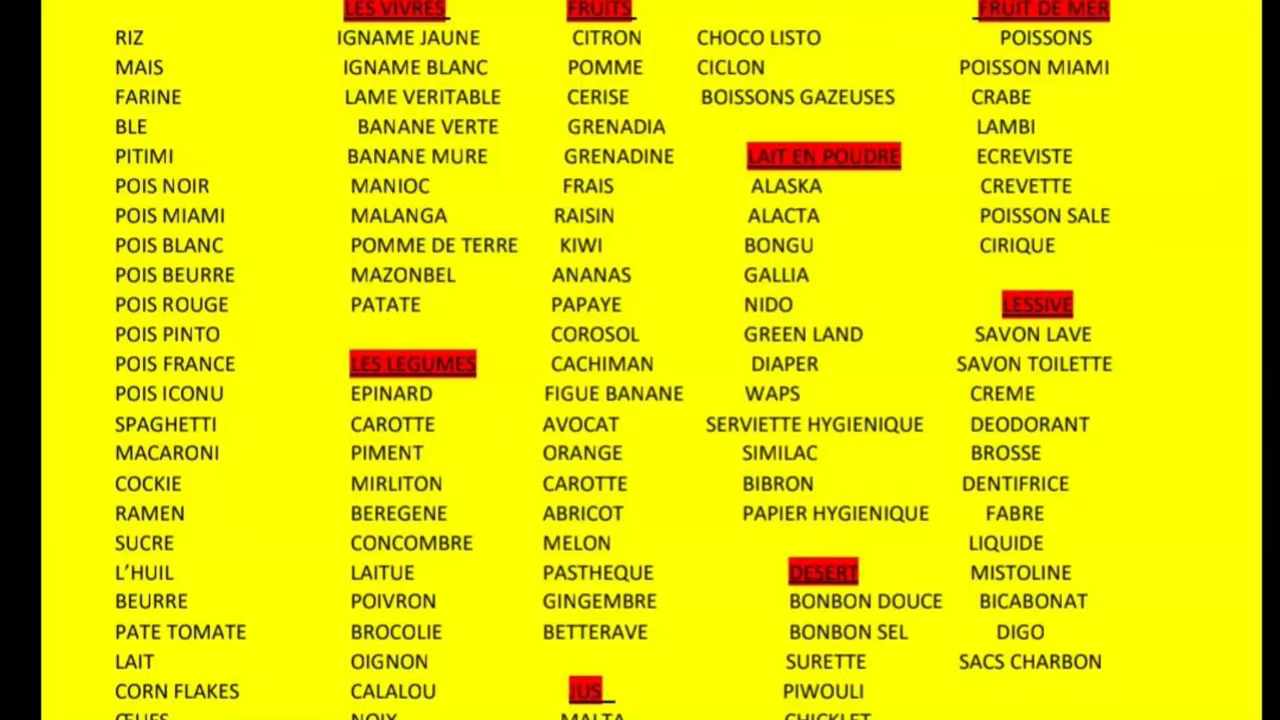 LES VIVRES FRUITS FRUIT DE MER
RIZ IGNAME JAUNE CITRON CHOCO LISTO POISSONS
MAIS IGNAME BLANC POMME CICLON POISSON MIAMI
FARINE LAME VERITABLE CERISE BOISSONS GAZEUSES CRABE
BLE BANANE VERTE GRENADIA LAMBI
PITIMI BANANE MURE GRENADINE LAIT EN POUDRE ECREVISTE
POIS NOIR MANIOC FRAIS ALASKA CREVETTE
POIS MIAMI MALANGA RAISIN ALACTA POISSON SALE
POIS BLANC POMME DE TERRE KIWI BONGU CIRIQUE
POIS BEURRE MAZONBEL ANANAS GALLIA
POIS ROUGE PATATE PAPAYE NIDO LESSIVE
POIS PINTO COROSOL GREEN LAND SAVON LAVE
POIS FRANCE LES LEGUMES CACHIMAN DIAPER SAVON TOILETTE
POIS ICONU EPINARD FIGUE BANANE WAPS CREME
SPAGHETTI CAROTTE AVOCAT SERVIETTE HYGIENIQUE DEODORANT
MACARONI PIMENT ORANGE SIMILAC BROSSE
COCKIE MIRLITON CAROTTE BIBRON DENTIFRICE
RAMEN BEREGENE ABRICOT PAPIER HYGIENIQUE FABRE
SUCRE CONCOMBRE MELON LIQUIDE
L'HUIL LAITUE PASTHEQUE DESERT MISTOLINE
BEURRE POIVRON GINGEMBRE BONBON DOUCE BICABONAT
PATE TOMATE BROCOLIE BETTERAVE BONBON SEL DIGO
LAIT OIGNON SURETTE SACS CHARBON
CORN FLAKES CALALOU JUS PIWOULI
ŒUFS NOIX MALTA CHICKLET